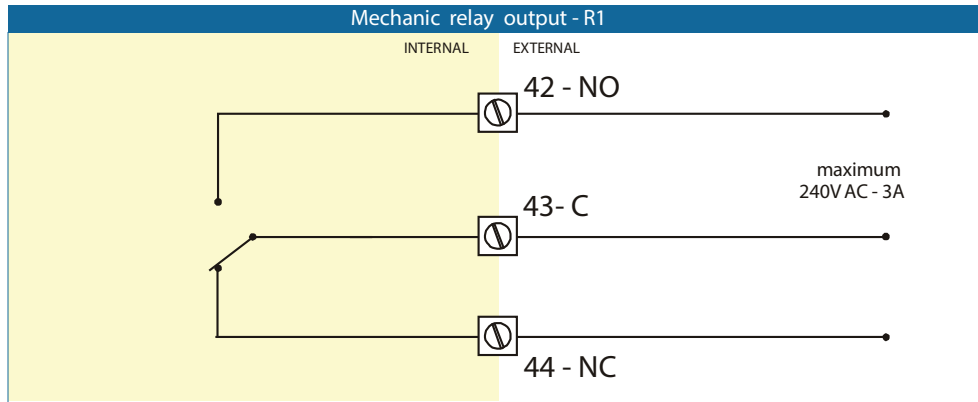 Mechanic relay output - R1
INTERNAL
EXTERNAL
42 - NO
maximum
240V AC - 3A
43- C
44 - NC